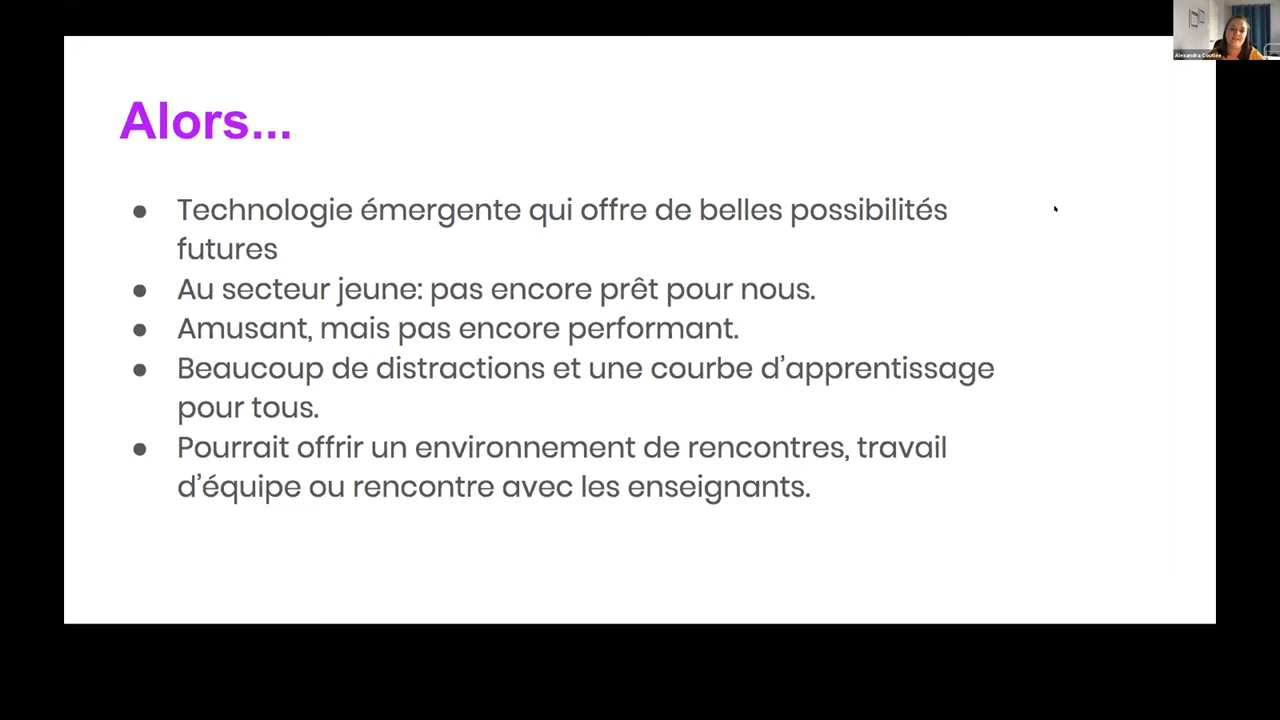 Alexandra Coutlée
Alors...
● Technologie émergente qui offre de belles possibilités
futures
● Au secteur jeune: pas encore prêt pour nous.
● Amusant, mais pas encore performant.
● Beaucoup de distractions et une courbe d’apprentissage
pour tous.
● Pourrait offrir un environnement de rencontres, travail
d’équipe ou rencontre avec les enseignants.